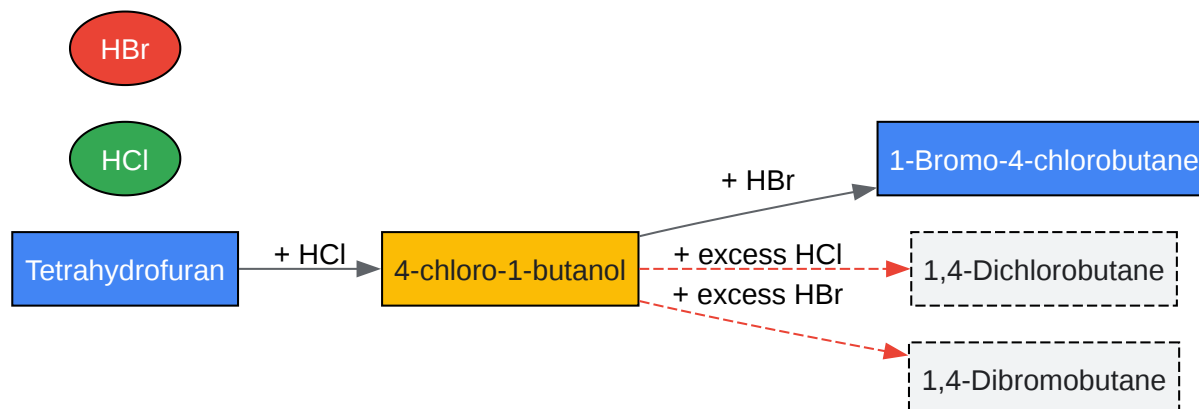 HBr
HCl
1-Bromo-4-chlorobutane
+ HBr
Tetrahydrofuran
+ HCl
4-chloro-1-butanol
+ excess HCl
1,4-Dichlorobutane
+ excess HBr
1,4-Dibromobutane